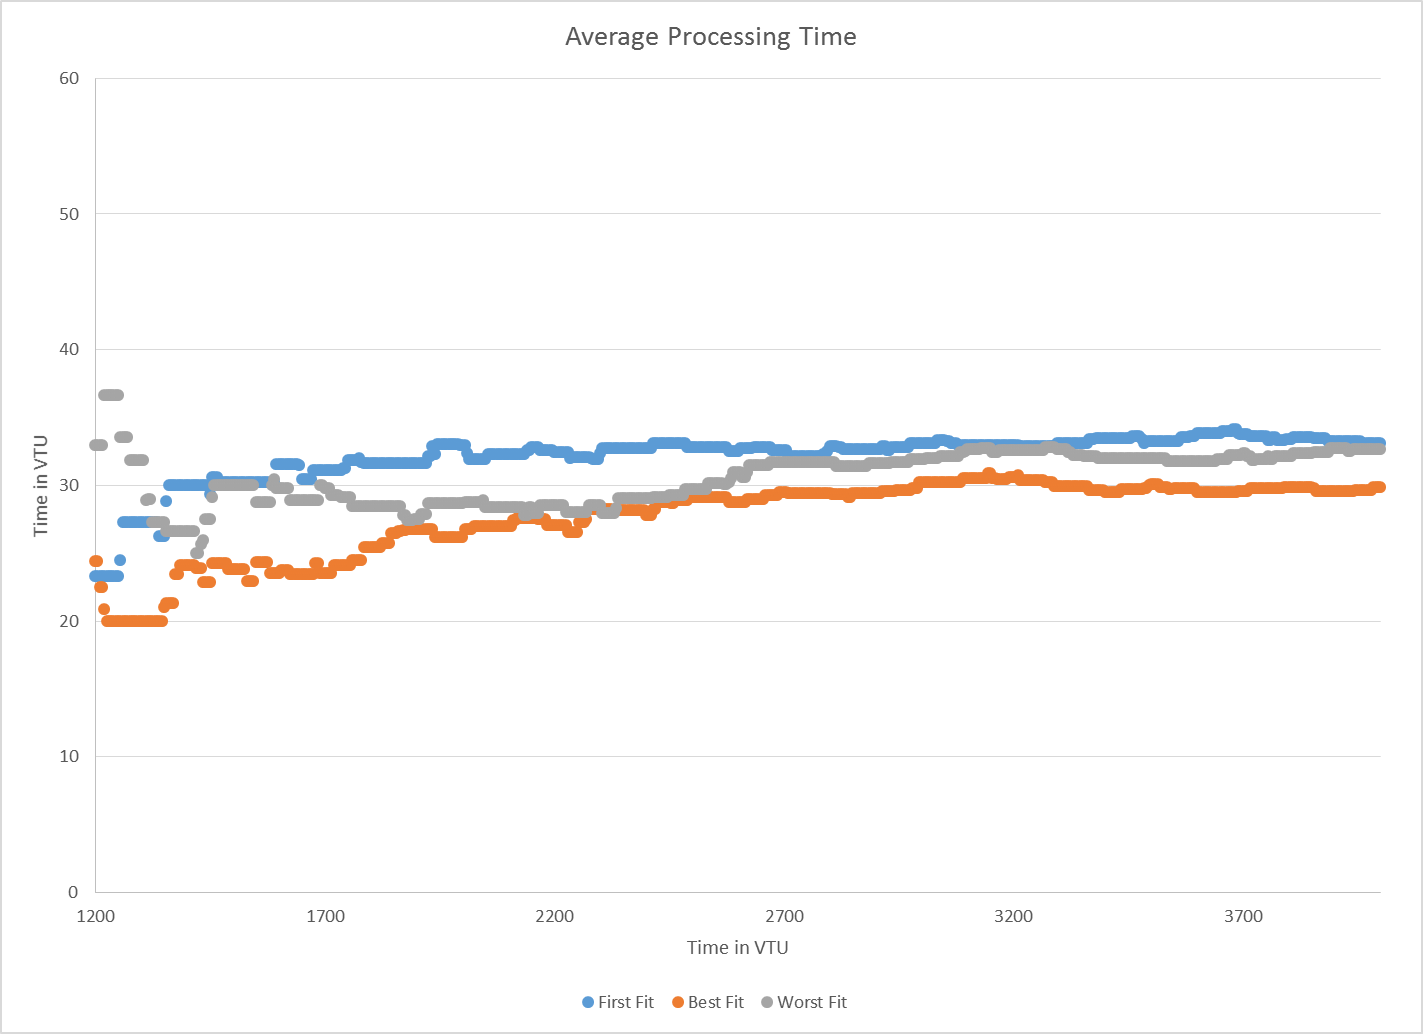 Average Processing Time
60
50
40
30
20
10
0
Time in VTU
1200 1700 2200 2700 3200 3700
Time in VTU
First Fit Best Fit Worst Fit